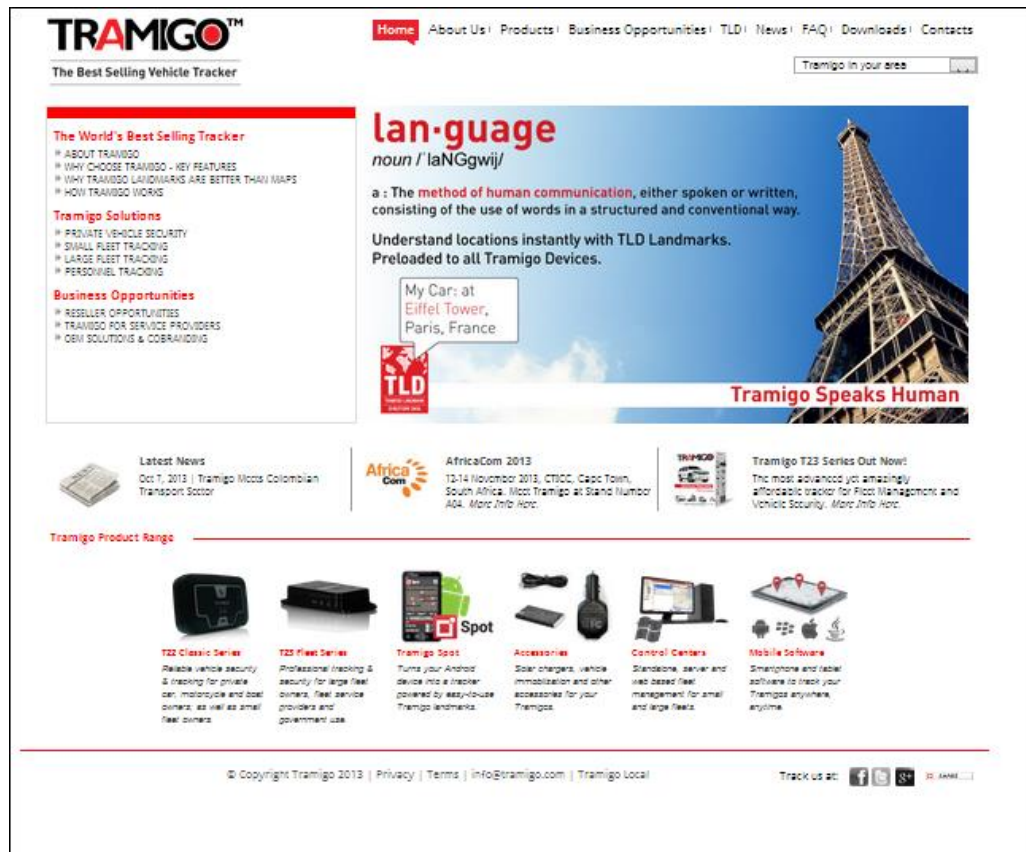 TRAMIGO™
The Best Selling Vehicle Tracker
Home About Us Products Business Opportunities TLD News FAQ Downloads Contacts
Tramigo in your area
The World's Best Selling Tracker
» ABOUT TRAMIGO
» WHY CHOOSE TRAMIGO - KEY FEATURES
» WHY TRAMIGO LANDMARKS ARE BETTER THAN MAPS
» HOW TRAMIGO WORKS
Tramigo Solutions
» PRIVATE VEHICLE SECURITY
» SMALL FLEET TRACKING
» LARGE FLEET TRACKING
» PERSONNEL TRACKING
Business Opportunities
» RESELLER OPPORTUNITIES
» TRAMIGO FOR SERVICE PROVIDERS
» OEM SOLUTIONS & COBRANDING
lan·guage
noun /ˈlaNGgwij/
a : The method of human communication, either spoken or written,
consisting of the use of words in a structured and conventional way.
Understand locations instantly with TLD Landmarks.
Preloaded to all Tramigo Devices.
My Car: at
Eiffel Tower,
Paris, France
TLD
Tramigo Speaks Human
Latest News
Oct 7, 2013 | Tramigo Meets Colombian
Transport Sector
Africa
Com
AfricaCom 2013
12-14 November 2013, CTICC, Cape Town,
South Africa. Meet Tramigo at Stand Number
A04. More Info Here.
TRAMIGO
Tramigo T23 Series Out Now!
The most advanced yet amazingly
affordable tracker for Fleet Management and
Vehicle Security. More Info Here.
Tramigo Product Range
Spot
T22 Classic Series
Reliable vehicle security
& tracking for private
car, motorcycle and boat
owners; as well as small
fleet owners.
T23 Fleet Series
Professional tracking &
security for large fleet
owners, fleet service
providers and
government use.
Tramigo Spot
Turns your Android
device into a tracker
powered by easy-to-use
Tramigo landmarks.
Accessories
Solar chargers, vehicle
immobilization and other
accessories for your
Tramigos.
Control Centers
Standalone, server and
web based fleet
management for small
and large fleets.
Mobile Software
Smartphone and tablet
software to track your
Tramigos anywhere,
anytime.
© Copyright Tramigo 2013 | Privacy | Terms | info@tramigo.com | Tramigo Local
Track us at: SHARE